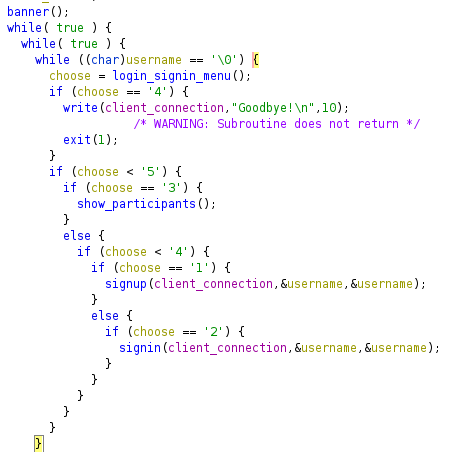 banner();
while( true ) {
while( true ) {
while ((char)username == '\0') {
choose = login_signin_menu();
if (choose == '4') {
write(client_connection,"Goodbye!\n",10);
/* WARNING: Subroutine does not return */
exit(1);
}
if (choose < '5') {
if (choose == '3') {
show_participants();
}
else {
if (choose < '4') {
if (choose == '1') {
signup(client_connection,&username,&username);
}
else {
if (choose == '2') {
signin(client_connection,&username,&username);
}
}
}
}
}
}